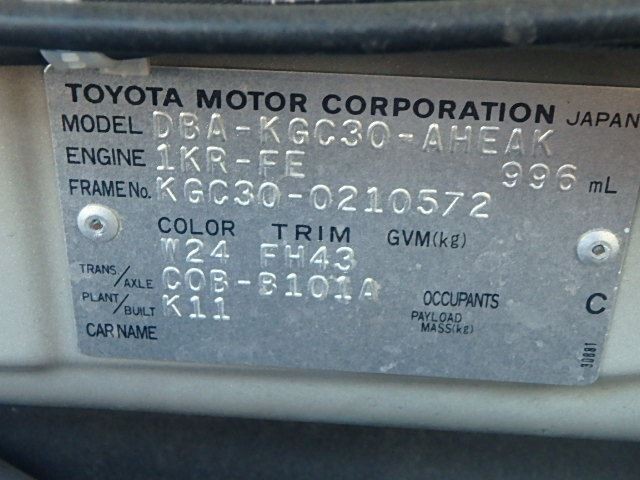 TOYOTA MOTOR CORPORATION JAPAN
MODEL DBA-KGC30-AHEAK
ENGINE 1KR-FE 996 mL
FRAME No. KGC30-0210572
COLOR TRIM GVM(kg)
W24 FH43
TRANS/AXLE C0B-B101A
PLANT/BUILT K11 OCCUPANTS C
PAYLOAD MASS(kg)
CAR NAME
30881